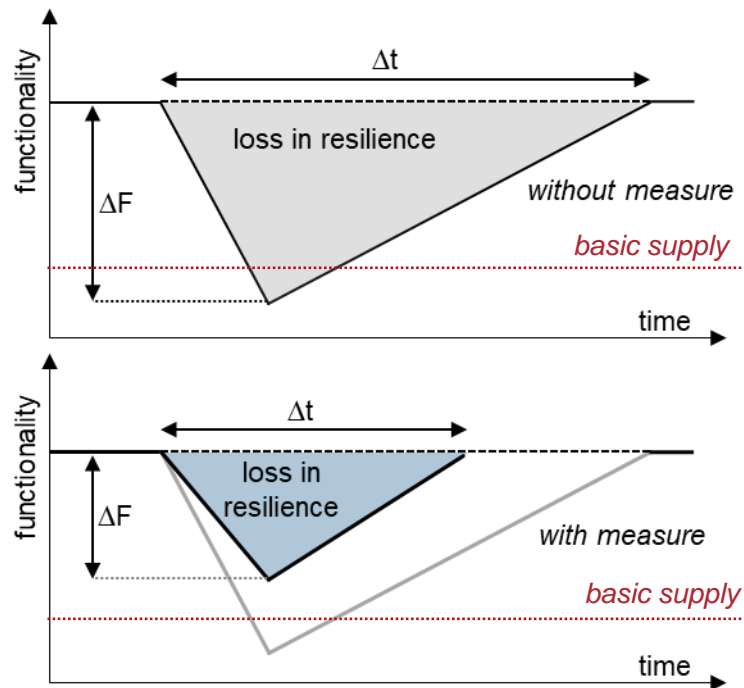 functionality
Δt
loss in resilience
ΔF
without measure
basic supply
time
functionality
Δt
loss in
resilience
ΔF
with measure
basic supply
time